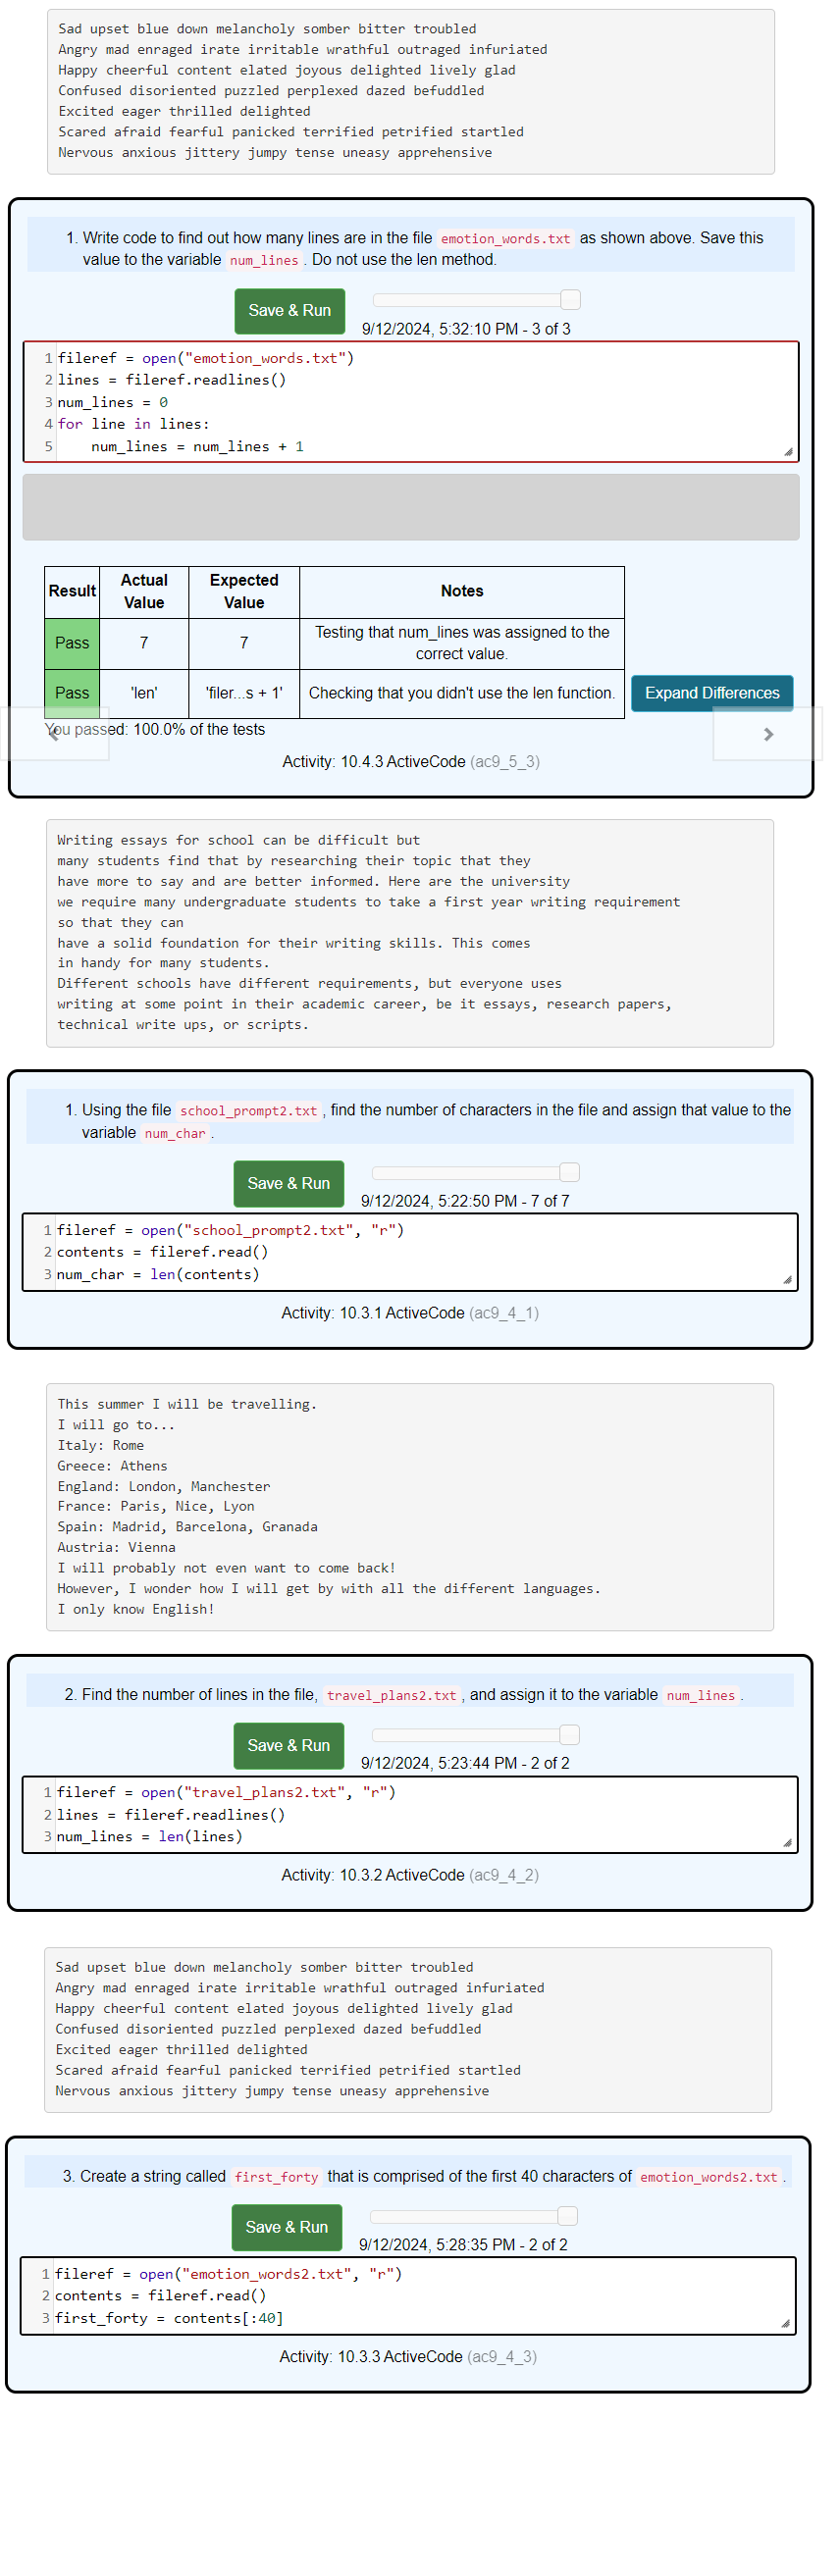 Sad upset blue down melancholy somber bitter troubled
Angry mad enraged irate irritable wrathful outraged infuriated
Happy cheerful content elated joyous delighted lively glad
Confused disoriented puzzled perplexed dazed befuddled
Excited eager thrilled delighted
Scared afraid fearful panicked terrified petrified startled
Nervous anxious jittery jumpy tense uneasy apprehensive
1. Write code to find out how many lines are in the file emotion_words.txt as shown above. Save this
value to the variable num_lines . Do not use the len method.
Save & Run
9/12/2024, 5:32:10 PM - 3 of 3
1 fileref = open("emotion_words.txt")
2 lines = fileref.readlines()
3 num_lines = 0
4 for line in lines:
5     num_lines = num_lines + 1
Result Actual Value Expected Value Notes
Pass 7 7 Testing that num_lines was assigned to the correct value.
Pass 'len' 'filer...s + 1' Checking that you didn't use the len function. Expand Differences
You passed: 100.0% of the tests
Activity: 10.4.3 ActiveCode (ac9_5_3)
Writing essays for school can be difficult but
many students find that by researching their topic that they
have more to say and are better informed. Here are the university
we require many undergraduate students to take a first year writing requirement
so that they can
have a solid foundation for their writing skills. This comes
in handy for many students.
Different schools have different requirements, but everyone uses
writing at some point in their academic career, be it essays, research papers,
technical write ups, or scripts.
1. Using the file school_prompt2.txt , find the number of characters in the file and assign that value to the
variable num_char .
Save & Run
9/12/2024, 5:22:50 PM - 7 of 7
1 fileref = open("school_prompt2.txt", "r")
2 contents = fileref.read()
3 num_char = len(contents)
Activity: 10.3.1 ActiveCode (ac9_4_1)
This summer I will be travelling.
I will go to...
Italy: Rome
Greece: Athens
England: London, Manchester
France: Paris, Nice, Lyon
Spain: Madrid, Barcelona, Granada
Austria: Vienna
I will probably not even want to come back!
However, I wonder how I will get by with all the different languages.
I only know English!
2. Find the number of lines in the file, travel_plans2.txt , and assign it to the variable num_lines .
Save & Run
9/12/2024, 5:23:44 PM - 2 of 2
1 fileref = open("travel_plans2.txt", "r")
2 lines = fileref.readlines()
3 num_lines = len(lines)
Activity: 10.3.2 ActiveCode (ac9_4_2)
Sad upset blue down melancholy somber bitter troubled
Angry mad enraged irate irritable wrathful outraged infuriated
Happy cheerful content elated joyous delighted lively glad
Confused disoriented puzzled perplexed dazed befuddled
Excited eager thrilled delighted
Scared afraid fearful panicked terrified petrified startled
Nervous anxious jittery jumpy tense uneasy apprehensive
3. Create a string called first_forty that is comprised of the first 40 characters of emotion_words2.txt .
Save & Run
9/12/2024, 5:28:35 PM - 2 of 2
1 fileref = open("emotion_words2.txt", "r")
2 contents = fileref.read()
3 first_forty = contents[:40]
Activity: 10.3.3 ActiveCode (ac9_4_3)